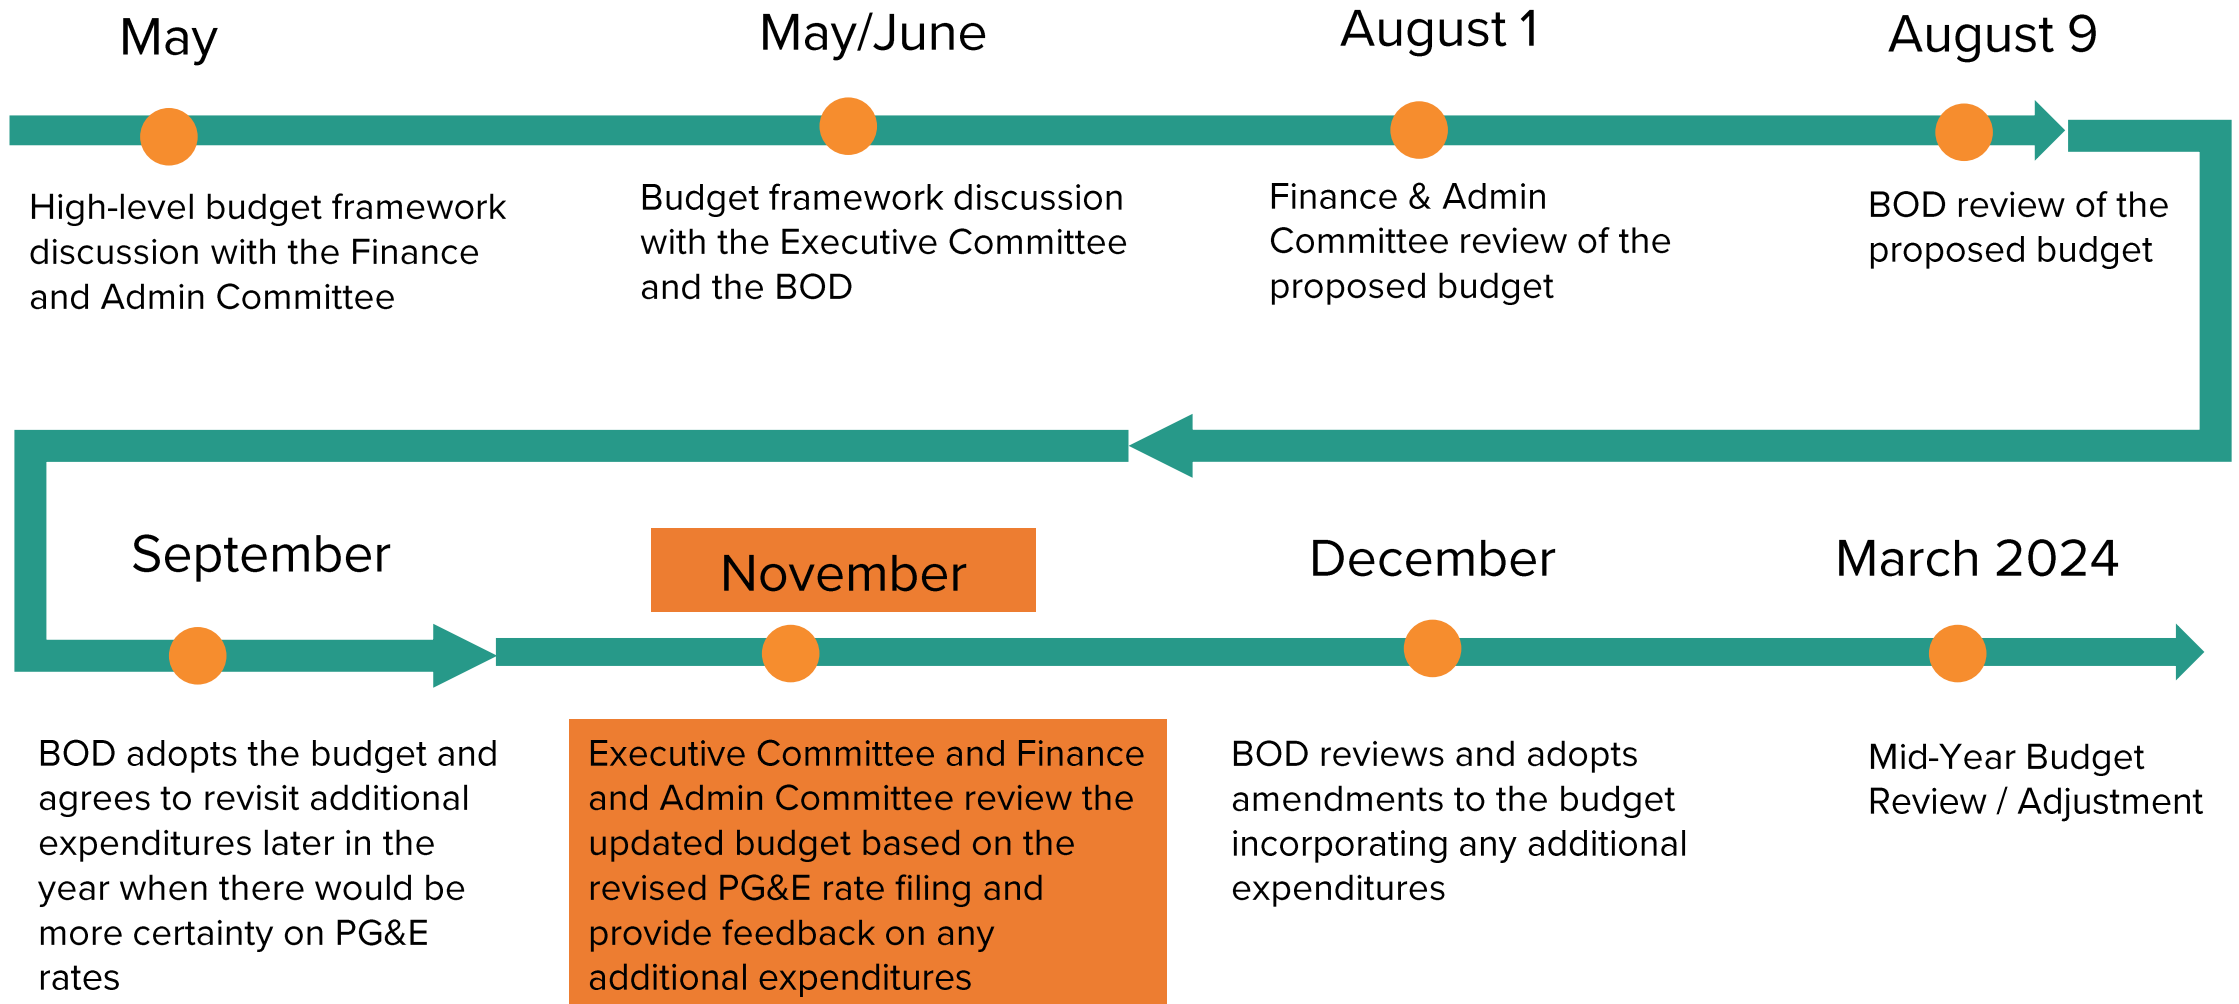 May
High-level budget framework
discussion with the Finance
and Admin Committee
May/June
Budget framework discussion
with the Executive Committee
and the BOD
August 1
Finance & Admin
Committee review of the
proposed budget
August 9
BOD review of the
proposed budget
September
BOD adopts the budget and
agrees to revisit additional
expenditures later in the
year when there would be
more certainty on PG&E
rates
November
Executive Committee and Finance
and Admin Committee review the
updated budget based on the
revised PG&E rate filing and
provide feedback on any
additional expenditures
December
BOD reviews and adopts
amendments to the budget
incorporating any additional
expenditures
March 2024
Mid-Year Budget
Review / Adjustment